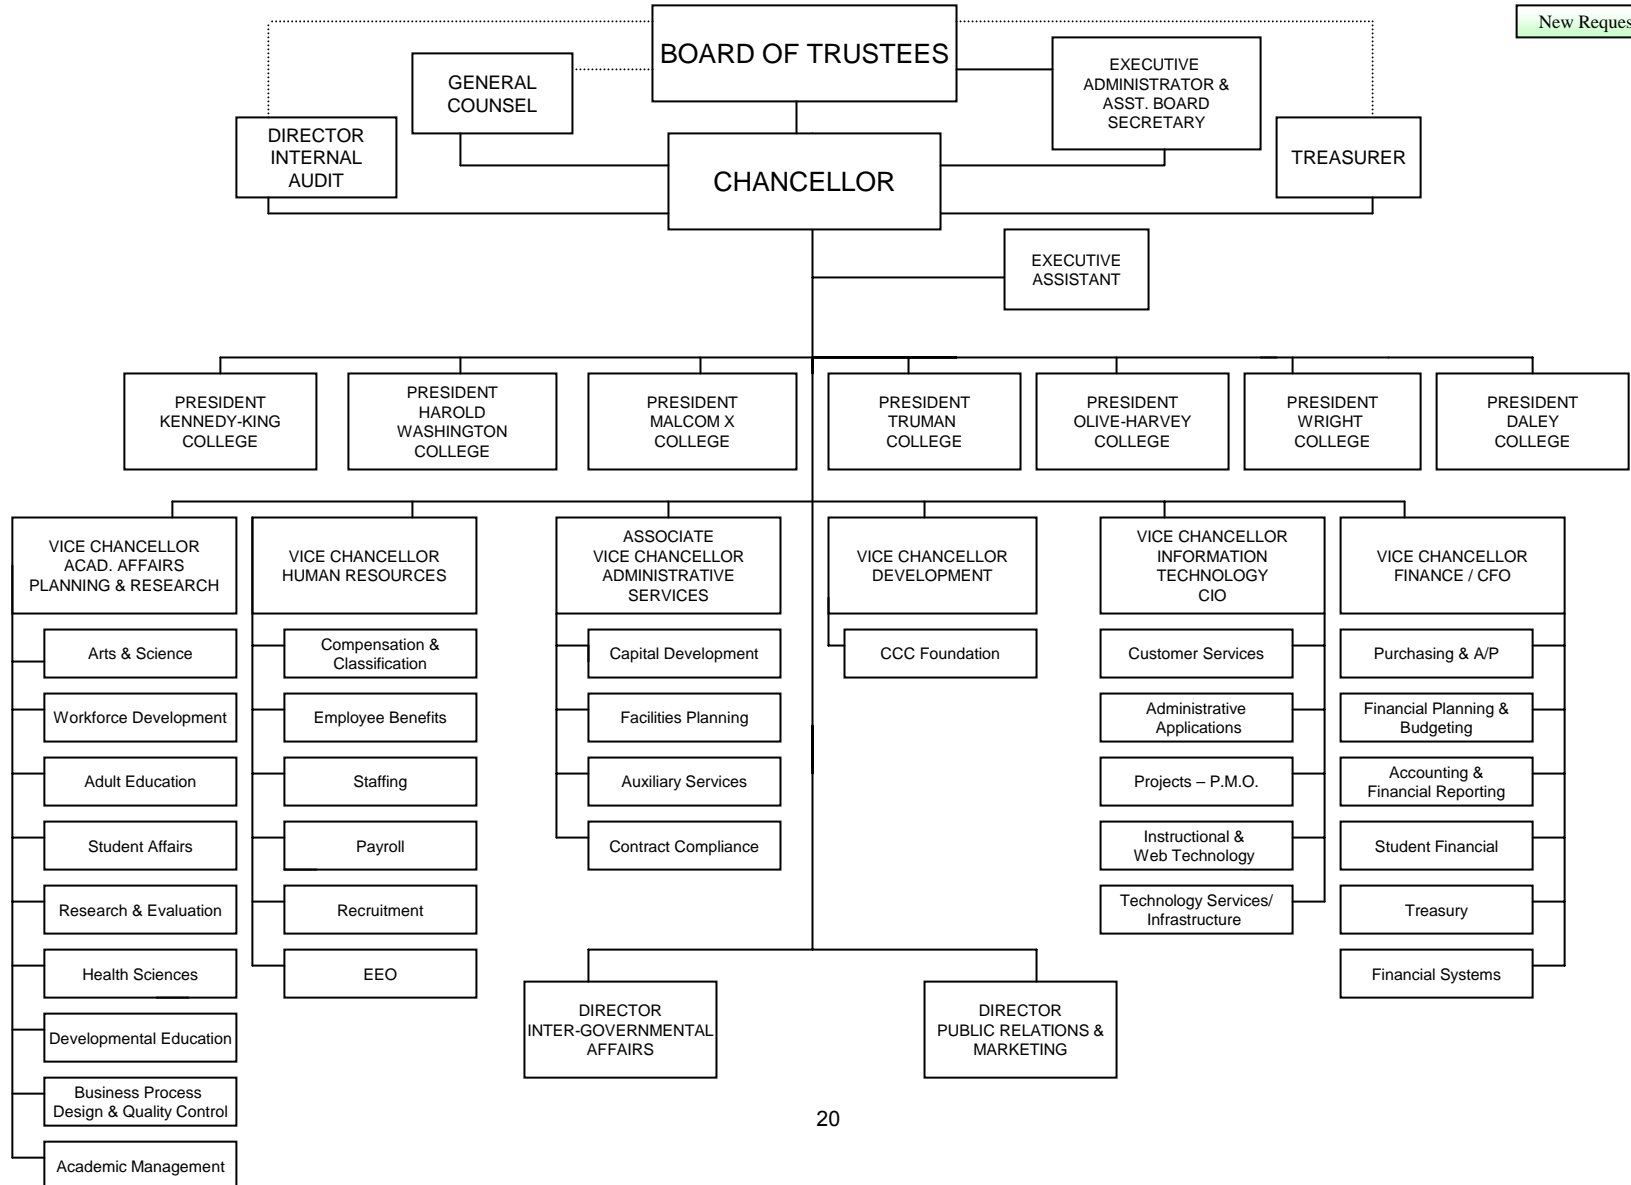 New Reques
BOARD OF TRUSTEES
GENERAL
COUNSEL
EXECUTIVE
ADMINISTRATOR &
ASST. BOARD
SECRETARY
DIRECTOR
INTERNAL
AUDIT
TREASURER
CHANCELLOR
EXECUTIVE
ASSISTANT
PRESIDENT
KENNEDY-KING
COLLEGE
PRESIDENT
HAROLD
WASHINGTON
COLLEGE
PRESIDENT
MALCOM X
COLLEGE
PRESIDENT
TRUMAN
COLLEGE
PRESIDENT
OLIVE-HARVEY
COLLEGE
PRESIDENT
WRIGHT
COLLEGE
PRESIDENT
DALEY
COLLEGE
VICE CHANCELLOR
ACAD. AFFAIRS
PLANNING & RESEARCH
Arts & Science
Workforce Development
Adult Education
Student Affairs
Research & Evaluation
Health Sciences
Developmental Education
Business Process
Design & Quality Control
Academic Management
VICE CHANCELLOR
HUMAN RESOURCES
Compensation &
Classification
Employee Benefits
Staffing
Payroll
Recruitment
EEO
ASSOCIATE
VICE CHANCELLOR
ADMINISTRATIVE
SERVICES
Capital Development
Facilities Planning
Auxiliary Services
Contract Compliance
VICE CHANCELLOR
DEVELOPMENT
CCC Foundation
VICE CHANCELLOR
INFORMATION
TECHNOLOGY
CIO
Customer Services
Administrative
Applications
Projects – P.M.O.
Instructional &
Web Technology
Technology Services/
Infrastructure
VICE CHANCELLOR
FINANCE / CFO
Purchasing & A/P
Financial Planning &
Budgeting
Accounting &
Financial Reporting
Student Financial
Treasury
Financial Systems
DIRECTOR
INTER-GOVERNMENTAL
AFFAIRS
DIRECTOR
PUBLIC RELATIONS &
MARKETING
20